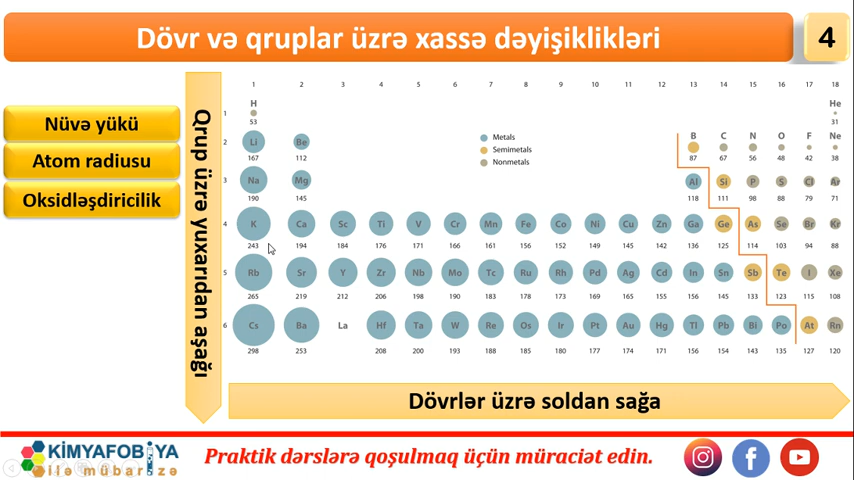 Dövr və qruplar üzrə xassə dəyişiklikləri
4
Nüvə yükü
Atom radiusu
Oksidləşdiricilik
Qrup üzrə yuxarıdan aşağı
1 2 3 4 5 6 7 8 9 10 11 12 13 14 15 16 17 18
Metals
Semimetals
Nonmetals
1 H He
53 31
2 Li Be B C N O F Ne
167 112 87 67 56 48 42 38
3 Na Mg Al Si P S Cl Ar
190 145 118 111 98 88 79 71
4 K Ca Sc Ti V Cr Mn Fe Co Ni Cu Zn Ga Ge As Se Br Kr
243 194 184 176 171 166 161 156 152 149 145 142 136 125 114 103 94 88
5 Rb Sr Y Zr Nb Mo Tc Ru Rh Pd Ag Cd In Sn Sb Te I Xe
265 219 212 206 198 190 183 178 173 169 165 155 156 145 133 123 115 108
6 Cs Ba La Hf Ta W Re Os Ir Pt Au Hg Tl Pb Bi Po At Rn
298 253 208 200 193 188 185 180 177 174 171 156 154 143 135 127 120
Dövrlər üzrə soldan sağa
KİMYAFOBİYA
ilə mübarizə
Praktik dərslərə qoşulmaq üçün müraciət edin.